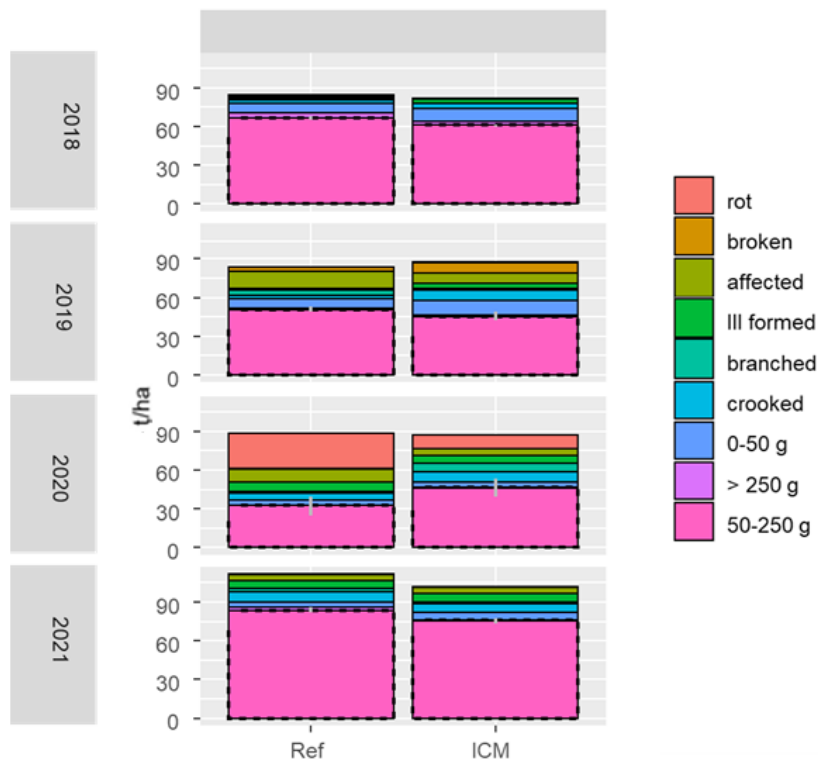 2018
90
60
30
0
2019
90
60
30
0
t/ha
2020
90
60
30
0
2021
90
60
30
0
Ref
ICM
rot
broken
affected
Ill formed
branched
crooked
0-50 g
> 250 g
50-250 g